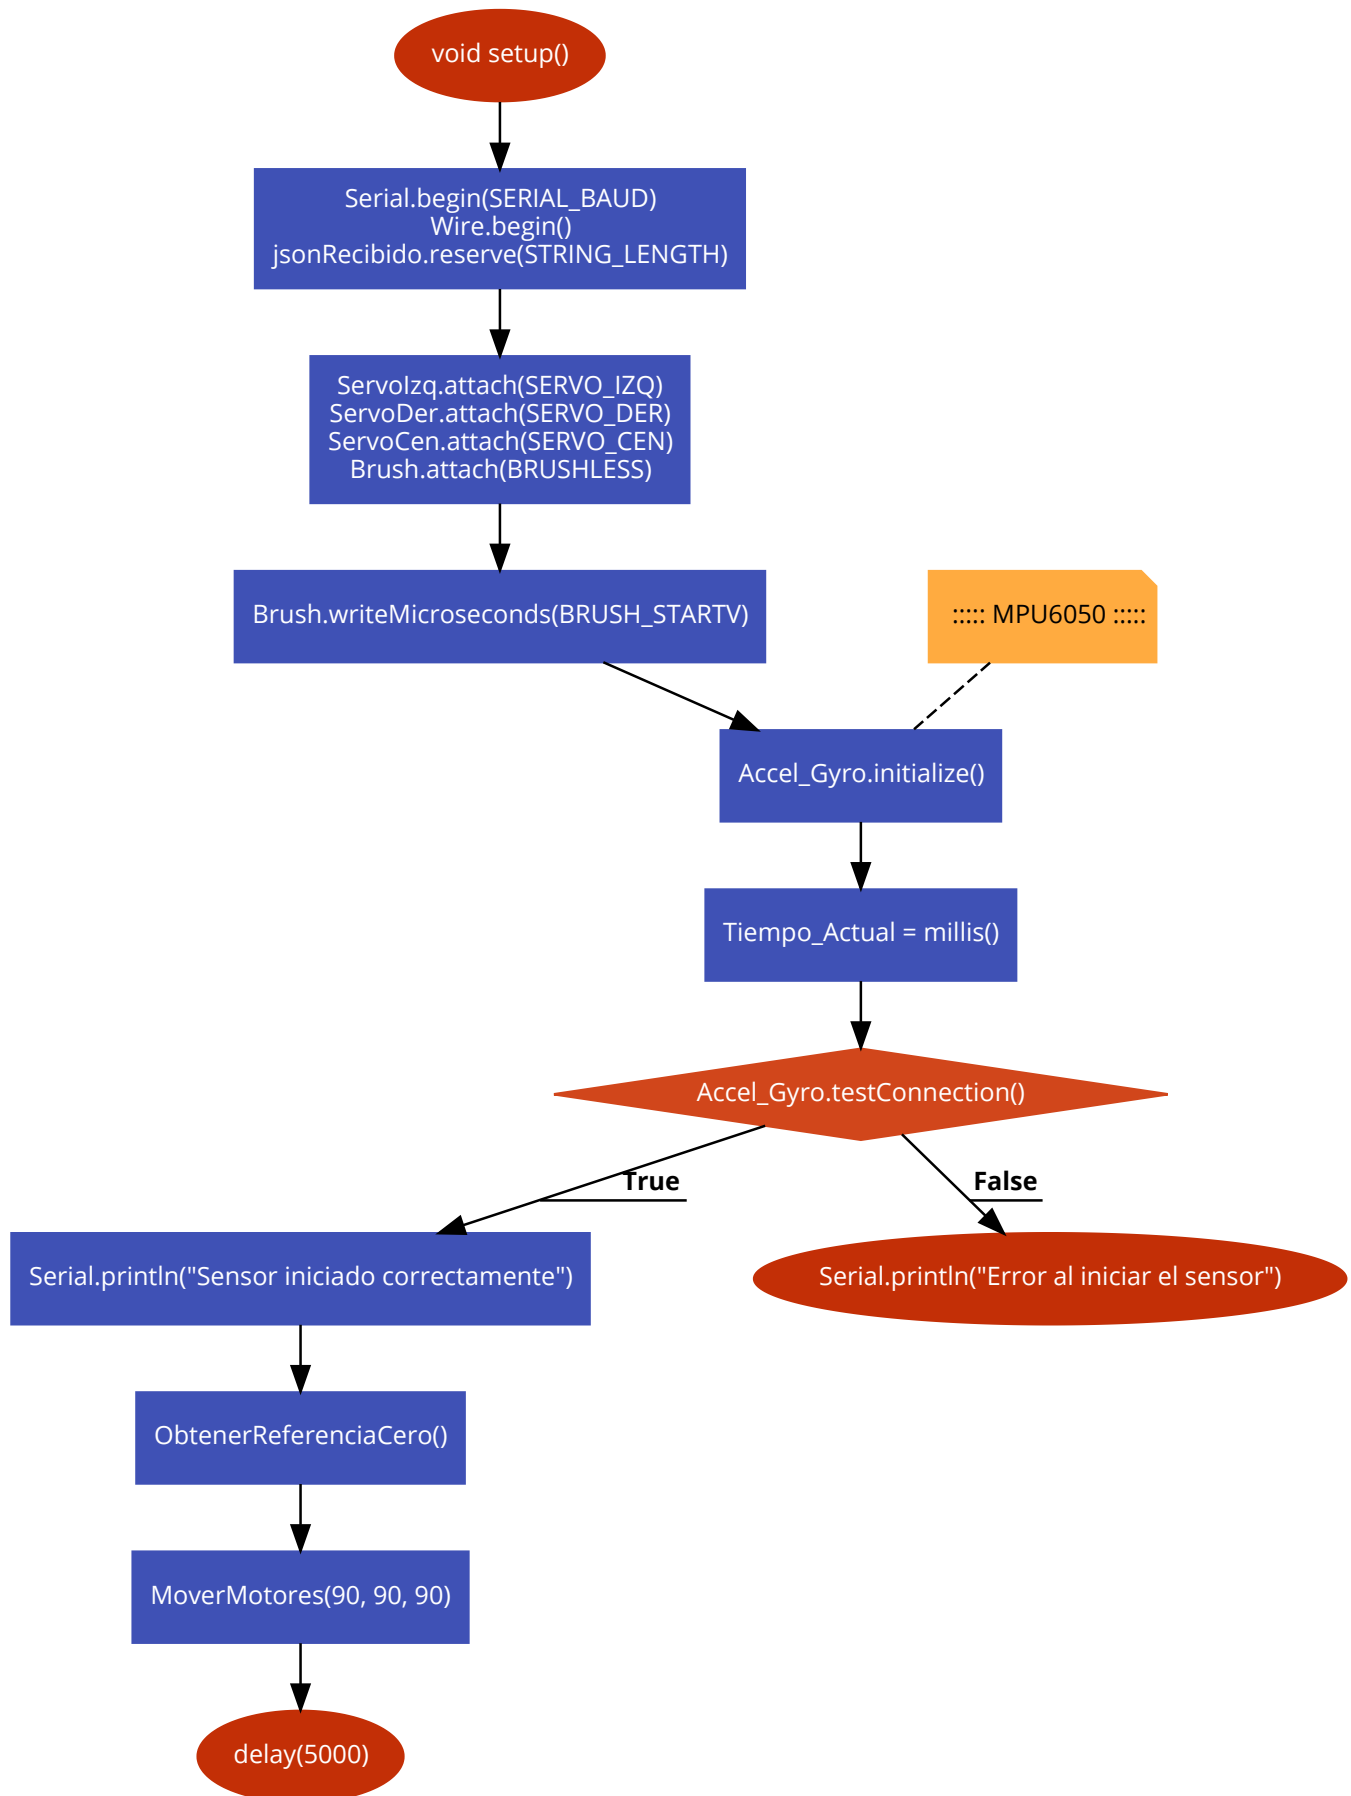 void setup()
Serial.begin(SERIAL_BAUD)
Wire.begin()
jsonRecibido.reserve(STRING_LENGTH)
ServoIzq.attach(SERVO_IZQ)
ServoDer.attach(SERVO_DER)
ServoCen.attach(SERVO_CEN)
Brush.attach(BRUSHLESS)
Brush.writeMicroseconds(BRUSH_STARTV)
::::: MPU6050 :::::
Accel_Gyro.initialize()
Tiempo_Actual = millis()
Accel_Gyro.testConnection()
True
False
Serial.println("Sensor iniciado correctamente")
Serial.println("Error al iniciar el sensor")
ObtenerReferenciaCero()
MoverMotores(90, 90, 90)
delay(5000)